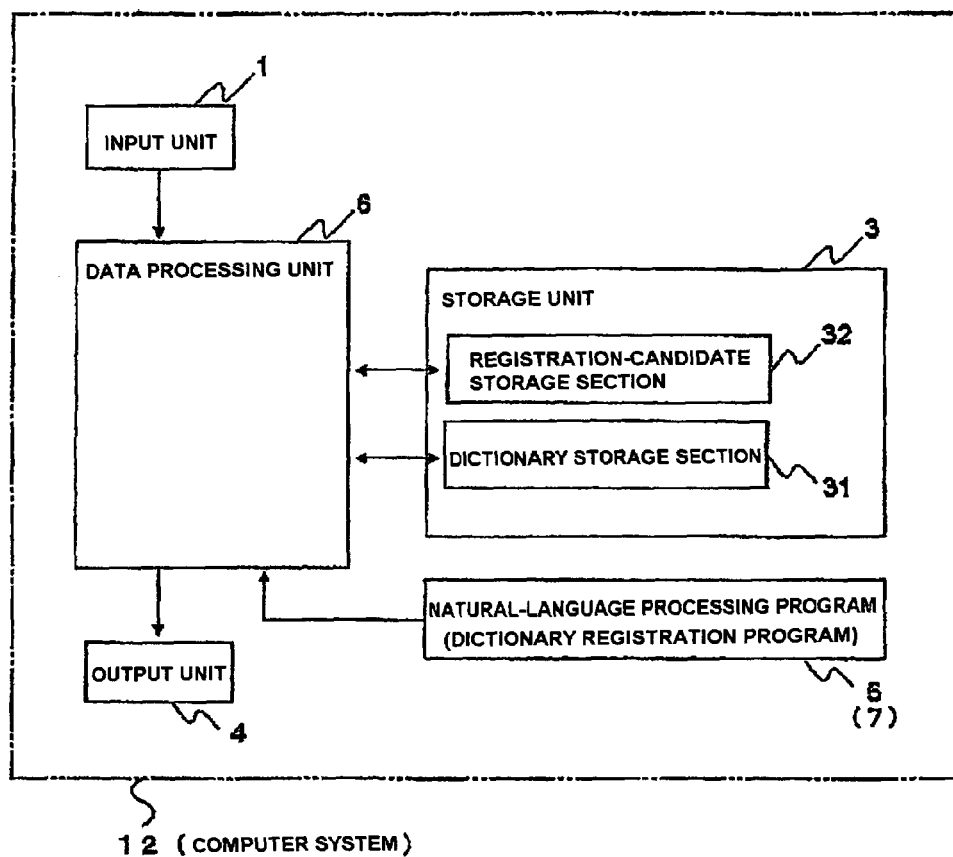 1
INPUT UNIT
6
DATA PROCESSING UNIT
3
STORAGE UNIT
32
REGISTRATION-CANDIDATE
STORAGE SECTION
DICTIONARY STORAGE SECTION
31
NATURAL-LANGUAGE PROCESSING PROGRAM
(DICTIONARY REGISTRATION PROGRAM)
6
(7)
OUTPUT UNIT
4
12 (COMPUTER SYSTEM)